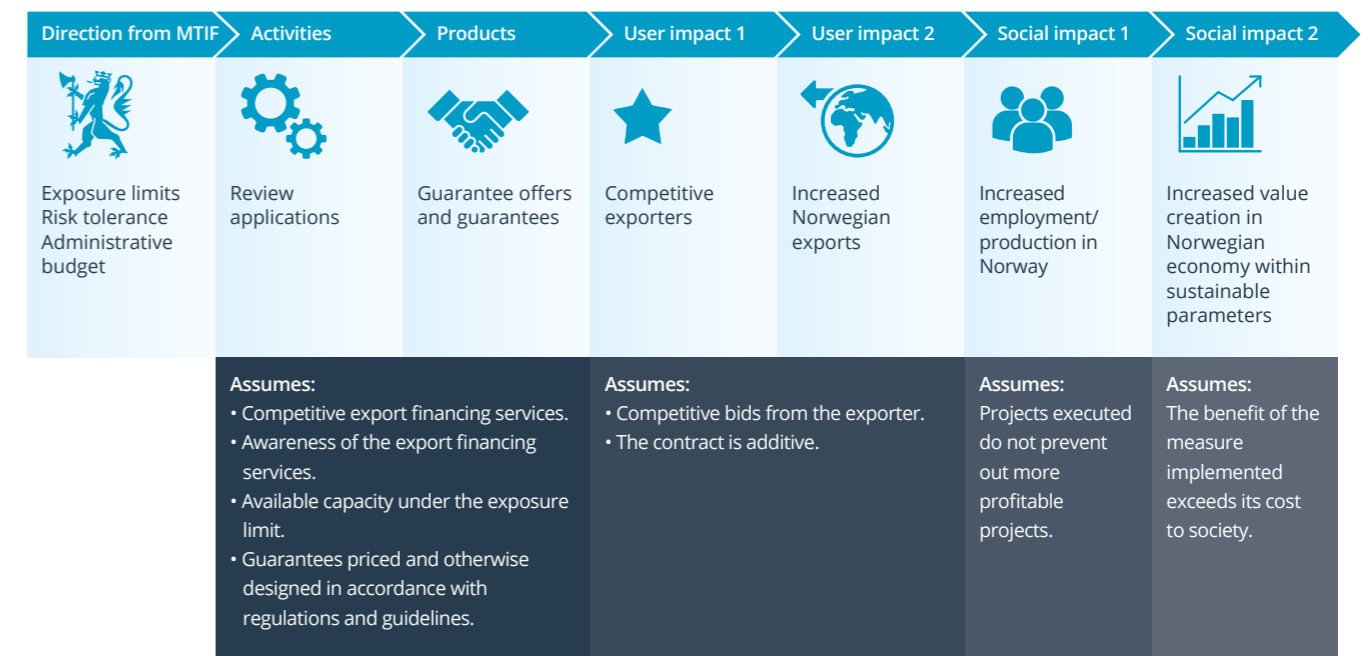 Direction from MTIF
Activities
Products
User impact 1
User impact 2
Social impact 1
Social impact 2
Exposure limits
Risk tolerance
Administrative
budget
Review
applications
Guarantee offers
and guarantees
Competitive
exporters
Increased
Norwegian
exports
Increased
employment/
production in
Norway
Increased value
creation in
Norwegian
economy within
sustainable
parameters
Assumes:
• Competitive export financing services.
• Awareness of the export financing
services.
• Available capacity under the exposure
limit.
• Guarantees priced and otherwise
designed in accordance with
regulations and guidelines.
Assumes:
• Competitive bids from the exporter.
• The contract is additive.
Assumes:
Projects executed
do not prevent
out more
profitable
projects.
Assumes:
The benefit of the
measure
implemented
exceeds its cost
to society.